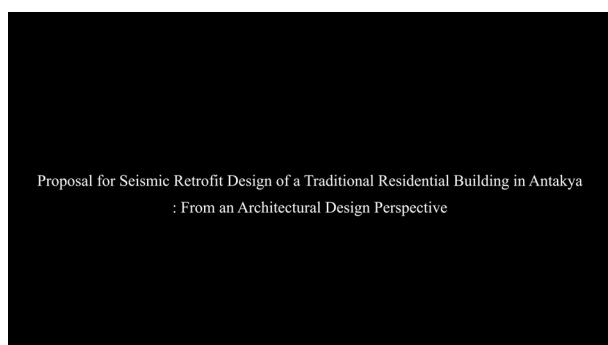 Proposal for Seismic Retrofit Design of a Traditional Residential Building in Antakya
: From an Architectural Design Perspective